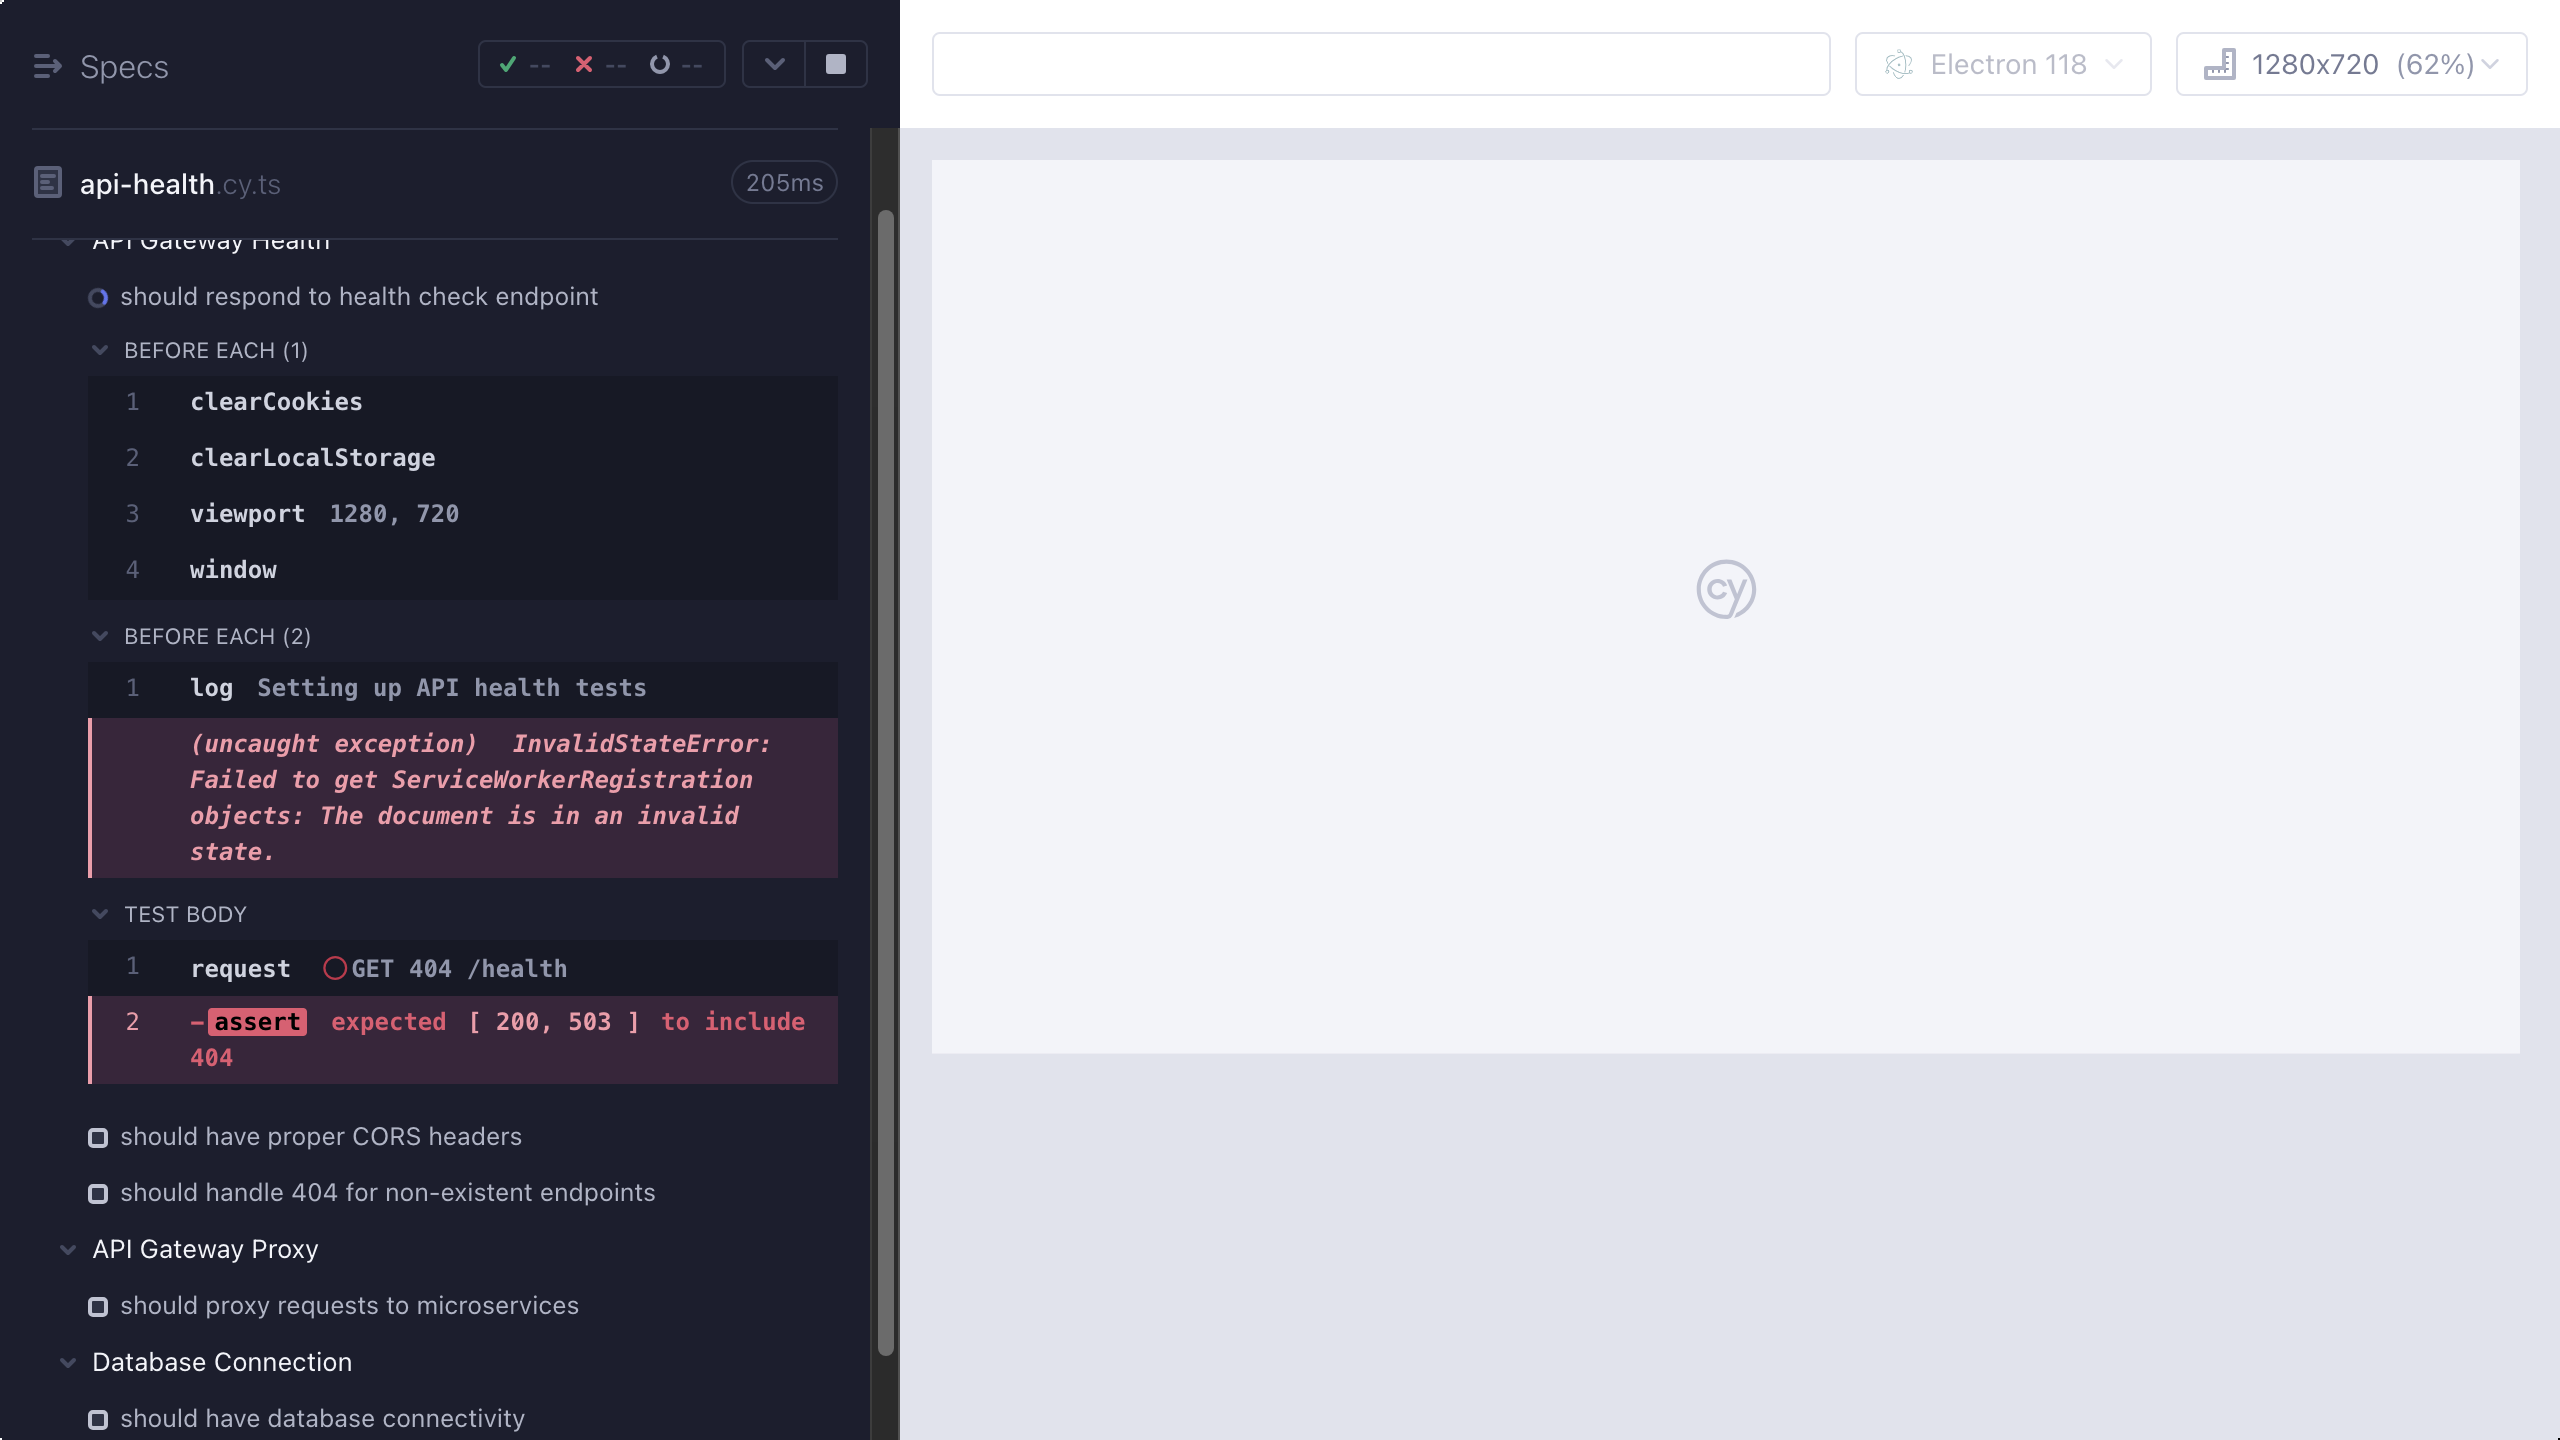 Specs
-- -- --
Electron 118
1280x720 (62%)
api-health.cy.ts
205ms
API Gateway Health
should respond to health check endpoint
BEFORE EACH (1)
1 clearCookies
2 clearLocalStorage
3 viewport 1280, 720
4 window
BEFORE EACH (2)
1 log Setting up API health tests
(uncaught exception) InvalidStateError:
Failed to get ServiceWorkerRegistration
objects: The document is in an invalid
state.
TEST BODY
1 request GET 404 /health
2 -assert expected [ 200, 503 ] to include
404
should have proper CORS headers
should handle 404 for non-existent endpoints
API Gateway Proxy
should proxy requests to microservices
Database Connection
should have database connectivity
cy